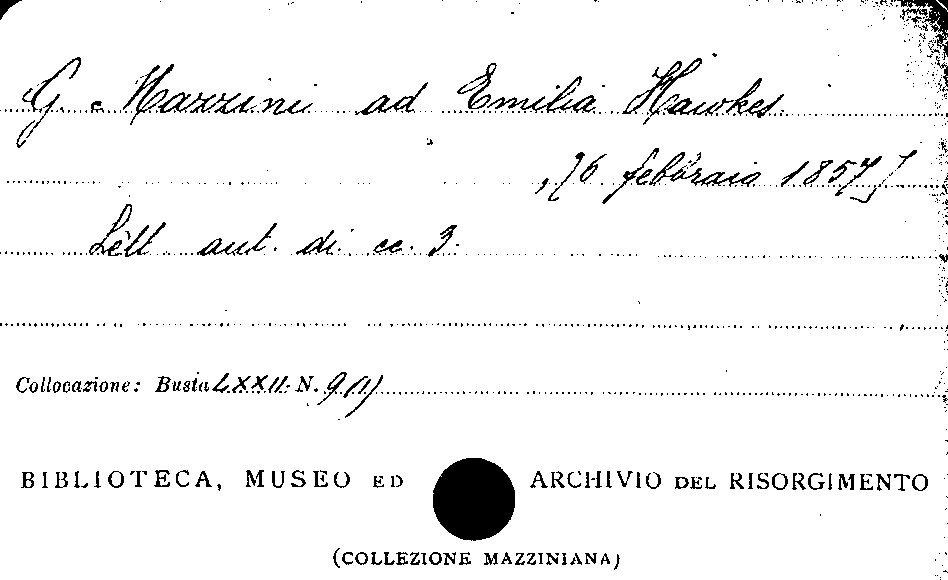 G. Mazzini ad Emilia Hawkes.
, [6 febbraio 1857]
Lett aut. di cc. 3.
Collocazione: Busta LXXII. N. 9(1)
BIBLIOTECA, MUSEO ED ARCHIVIO DEL RISORGIMENTO
(COLLEZIONE MAZZINIANA)